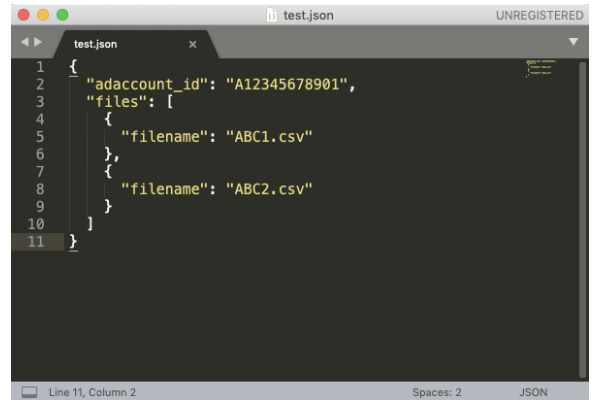 test.json
UNREGISTERED
test.json ×
1 {
2   "adaccount_id": "A12345678901",
3   "files": [
4     {
5       "filename": "ABC1.csv"
6     },
7     {
8       "filename": "ABC2.csv"
9     }
10   ]
11 }
Line 11, Column 2
Spaces: 2
JSON